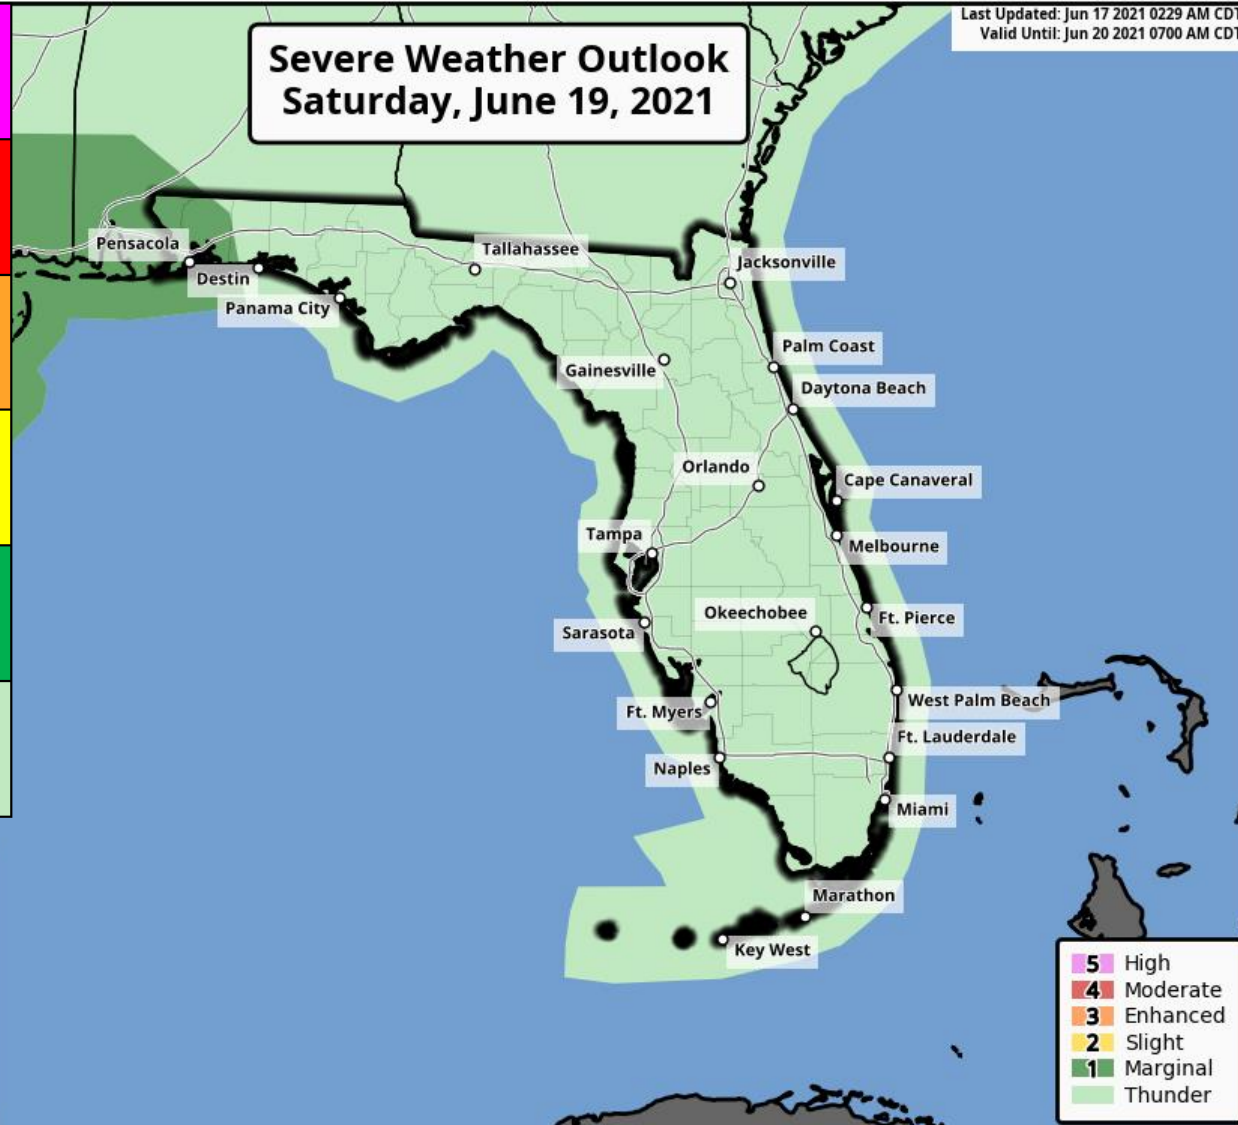 Last Updated: Jun 17 2021 0229 AM CDT
Valid Until: Jun 20 2021 0700 AM CDT
Severe Weather Outlook
Saturday, June 19, 2021
Pensacola
Tallahassee
Jacksonville
Destin
Panama City
Palm Coast
Gainesville
Daytona Beach
Orlando
Cape Canaveral
Tampa
Melbourne
Okeechobee
Ft. Pierce
Sarasota
West Palm Beach
Ft. Myers
Ft. Lauderdale
Naples
Miami
Marathon
Key West
5 High
4 Moderate
3 Enhanced
2 Slight
1 Marginal
Thunder